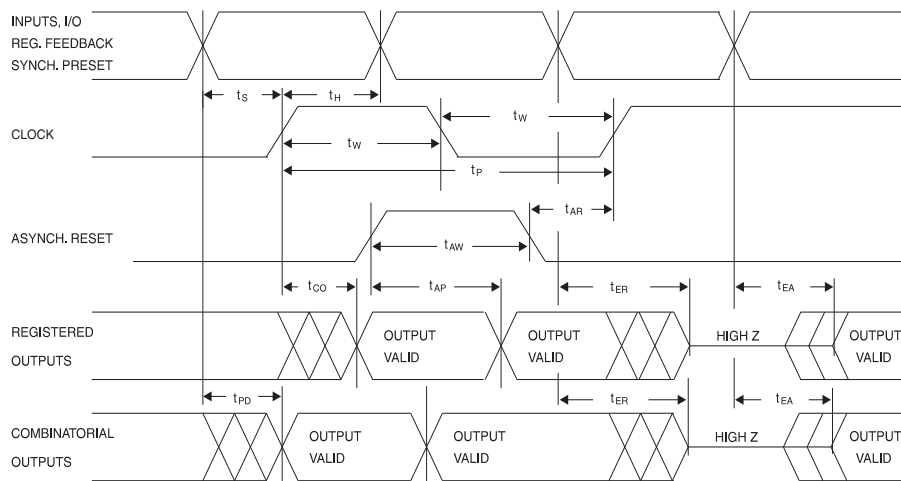 INPUTS, I/O
REG. FEEDBACK
SYNCH. PRESET
tS
tH
CLOCK
tW
tW
tP
ASYNCH. RESET
tAR
tAW
tCO
tAP
tER
tEA
REGISTERED
OUTPUTS
OUTPUT
VALID
OUTPUT
VALID
HIGH Z
OUTPUT
VALID
tPD
tER
tEA
COMBINATORIAL
OUTPUTS
OUTPUT
VALID
OUTPUT
VALID
HIGH Z
OUTPUT
VALID